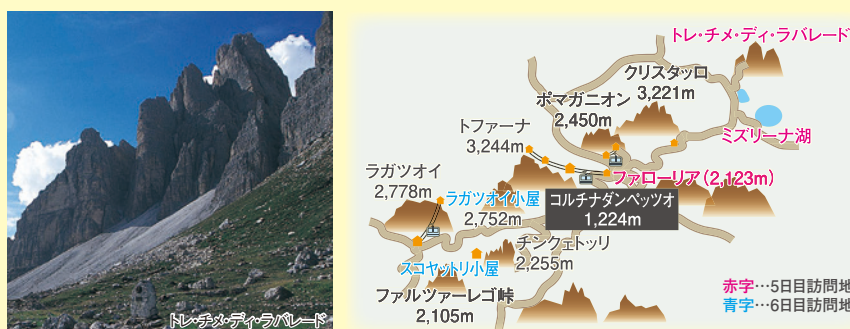 トレ・チメ・ディ・ラバレード
トレ・チメ・ディ・ラバレード
クリスタッロ
3,221m
ポマガニオン
2,450m
トファーナ
3,244m
ミズリーナ湖
ラガツオイ
2,778m
ファローリア(2,123m)
ラガツオイ小屋
2,752m
コルチナダンペッツオ
1,224m
チンクェトッリ
2,255m
スコヤットリ小屋
ファルツァーレゴ峠
2,105m
赤字…5日目訪問地
青字…6日目訪問地